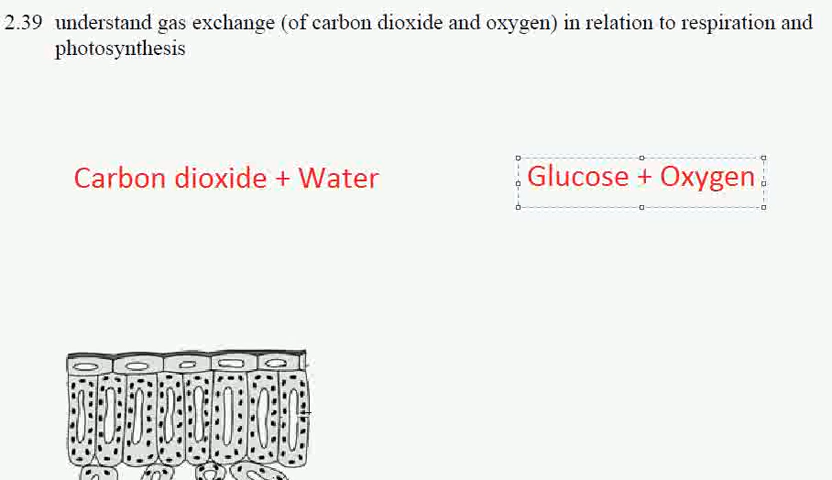 2.39 understand gas exchange (of carbon dioxide and oxygen) in relation to respiration and
photosynthesis
Carbon dioxide + Water
Glucose + Oxygen